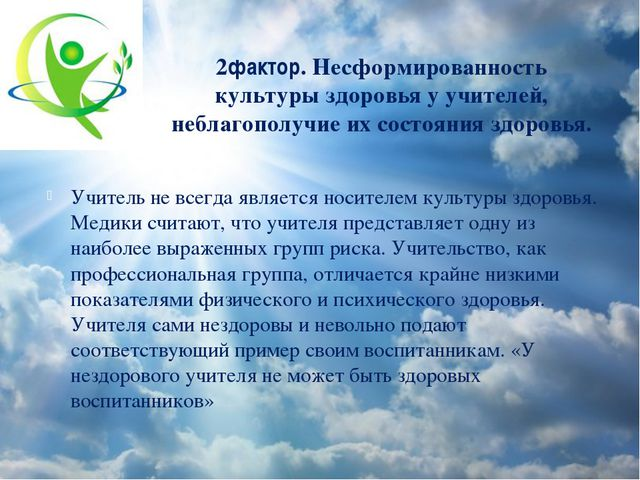 2фактор. Несформированность
культуры здоровья у учителей,
неблагополучие их состояния здоровья.
Учитель не всегда является носителем культуры здоровья.
Медики считают, что учителя представляет одну из
наиболее выраженных групп риска. Учительство, как
профессиональная группа, отличается крайне низкими
показателями физического и психического здоровья.
Учителя сами нездоровы и невольно подают
соответствующий пример своим воспитанникам. «У
нездорового учителя не может быть здоровых
воспитанников»